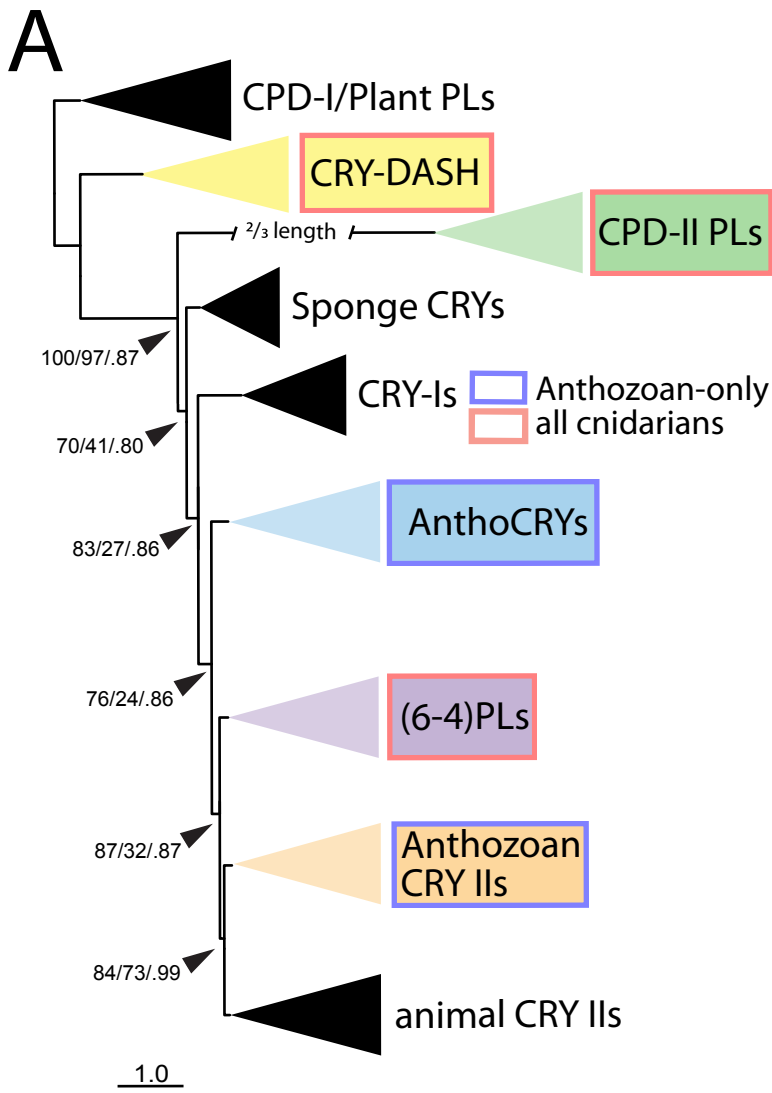 A
CPD-I/Plant PLs
CRY-DASH
2/3 length
CPD-II PLs
Sponge CRYs
100/97/.87
CRY-Is
Anthozoan-only
all cnidarians
70/41/.80
AnthoCRYs
83/27/.86
76/24/.86
(6-4)PLs
87/32/.87
Anthozoan
CRY IIs
84/73/.99
animal CRY IIs
1.0